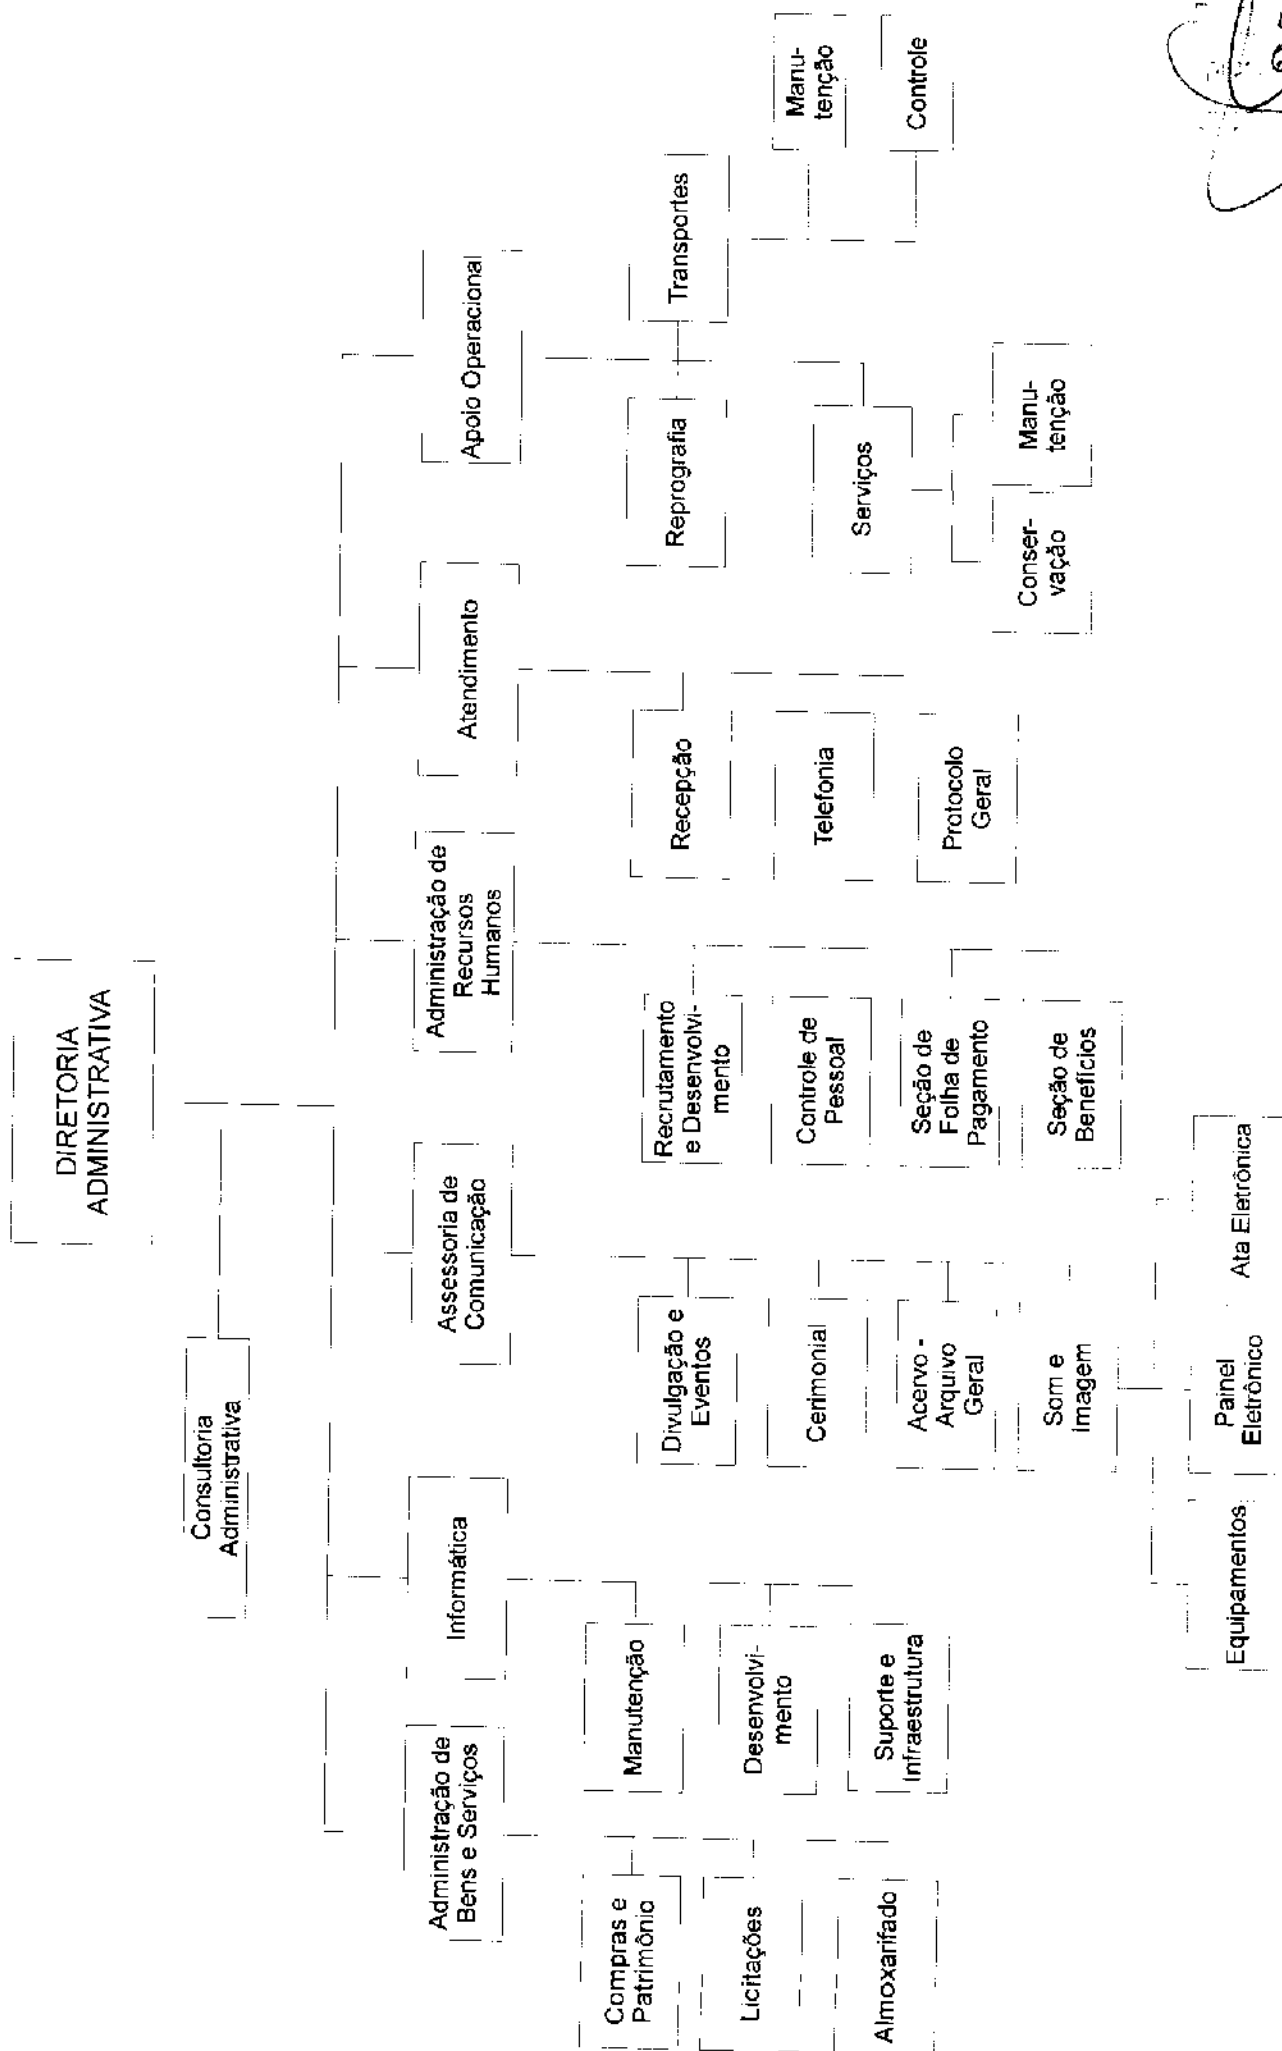 DIRETORIA
ADMINISTRATIVA
Consultoria
Administrativa
Administração de
Bens e Serviços
Informática
Assessoria de
Comunicação
Administração de
Recursos
Humanos
Atendimento
Apoio Operacional
Compras e
Patrimônio
Licitações
Almoxarifado
Manutenção
Desenvolvi-
mento
Suporte e
Infraestrutura
Divulgação e
Eventos
Cerimonial
Acervo -
Arquivo
Geral
Som e
Imagem
Equipamentos
Painel
Eletrônico
Ata Eletrônica
Recrutamento
e Desenvolvi-
mento
Controle de
Pessoal
Seção de
Folha de
Pagamento
Seção de
Benefícios
Recepção
Telefonia
Protocolo
Geral
Reprografia
Transportes
Serviços
Conser-
vação
Manu-
tenção
Manu-
tenção
Controle